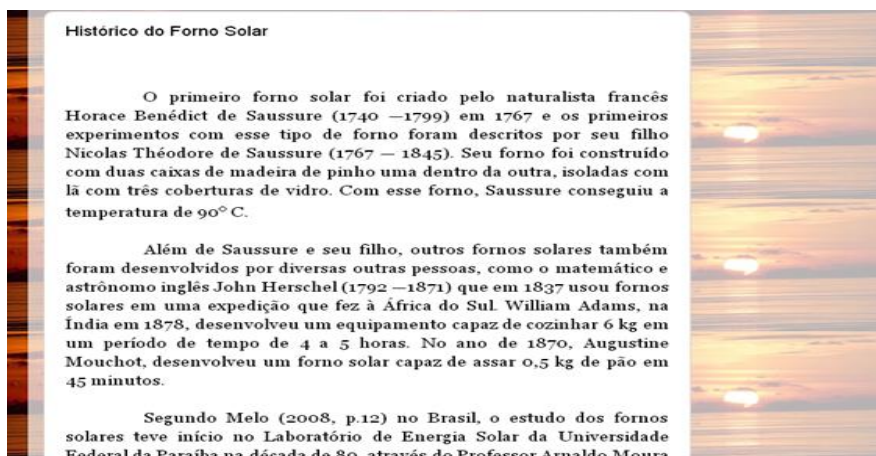 Histórico do Forno Solar
O primeiro forno solar foi criado pelo naturalista francês
Horace Benédict de Saussure (1740 –1799) em 1767 e os primeiros
experimentos com esse tipo de forno foram descritos por seu filho
Nicolas Théodore de Saussure (1767 – 1845). Seu forno foi construído
com duas caixas de madeira de pinho uma dentro da outra, isoladas com
lã com três coberturas de vidro. Com esse forno, Saussure conseguiu a
temperatura de 90° C.
Além de Saussure e seu filho, outros fornos solares também
foram desenvolvidos por diversas outras pessoas, como o matemático e
astrônomo inglês John Herschel (1792 –1871) que em 1837 usou fornos
solares em uma expedição que fez à África do Sul. William Adams, na
Índia em 1878, desenvolveu um equipamento capaz de cozinhar 6 kg em
um período de tempo de 4 a 5 horas. No ano de 1870, Augustine
Mouchot, desenvolveu um forno solar capaz de assar 0,5 kg de pão em
45 minutos.
Segundo Melo (2008, p.12) no Brasil, o estudo dos fornos
solares teve início no Laboratório de Energia Solar da Universidade
Federal da Paraíba na década de 80, através do Professor Arnaldo Moura